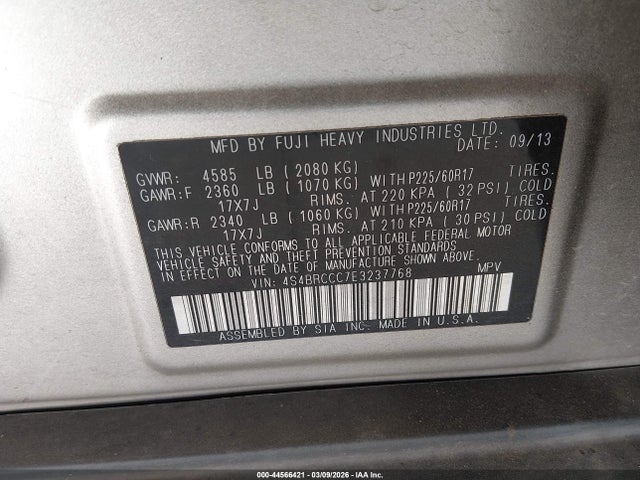 MFD BY FUJI HEAVY INDUSTRIES LTD.
DATE: 09/13
GVWR: 4585 LB ( 2080 KG)
GAWR:F 2360 LB ( 1070 KG) WITH P225/60R17 TIRES.
17X7J RIMS. AT 220 KPA ( 32 PSI) COLD
GAWR:R 2340 LB ( 1060 KG) WITH P225/60R17 TIRES.
17X7J RIMS. AT 210 KPA ( 30 PSI) COLD
THIS VEHICLE CONFORMS TO ALL APPLICABLE FEDERAL MOTOR
VEHICLE SAFETY AND THEFT PREVENTION STANDARDS
IN EFFECT ON THE DATE OF MANUFACTURE SHOWN ABOVE.
VIN: 4S4BRCCC7E3237768 MPV
ASSEMBLED BY SIA INC. MADE IN U.S.A.
000-44566421 - 03/09/2026 - IAA Inc.